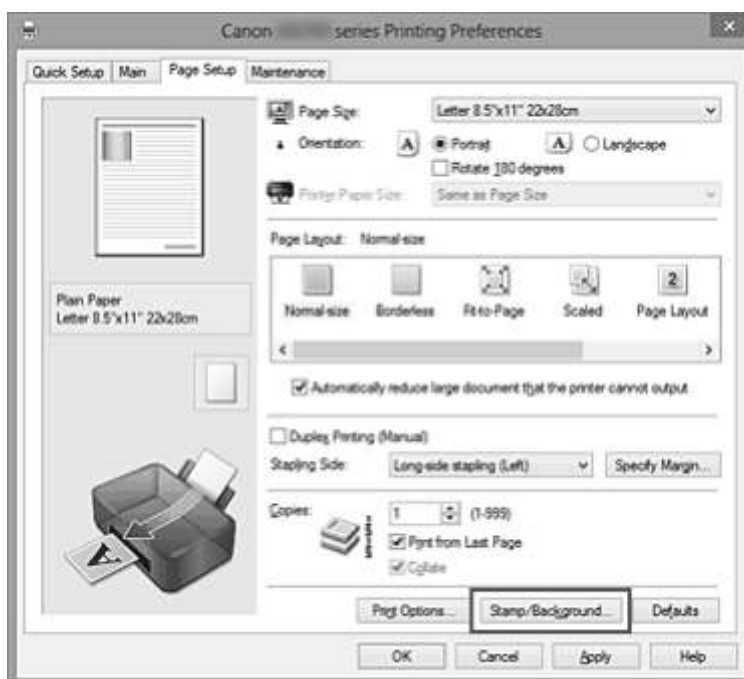 Canon series Printing Preferences
Quick Setup Main Page Setup Maintenance
Page Size: Letter 8.5"x11" 22x28cm
Orientation: A Portrait A Landscape
Rotate 180 degrees
Printer Paper Size: Same as Page Size
Page Layout: Normal-size
Normal-size Borderless Fit-to-Page Scaled 2 Page Layout
Plain Paper
Letter 8.5"x11" 22x28cm
Automatically reduce large document that the printer cannot output
Duplex Printing (Manual)
Stapling Side: Long-side stapling (Left) Specify Margin...
Copies: 1 (1-999)
Print from Last Page
Collate
A
Print Options... Stamp/Background... Defaults
OK Cancel Apply Help